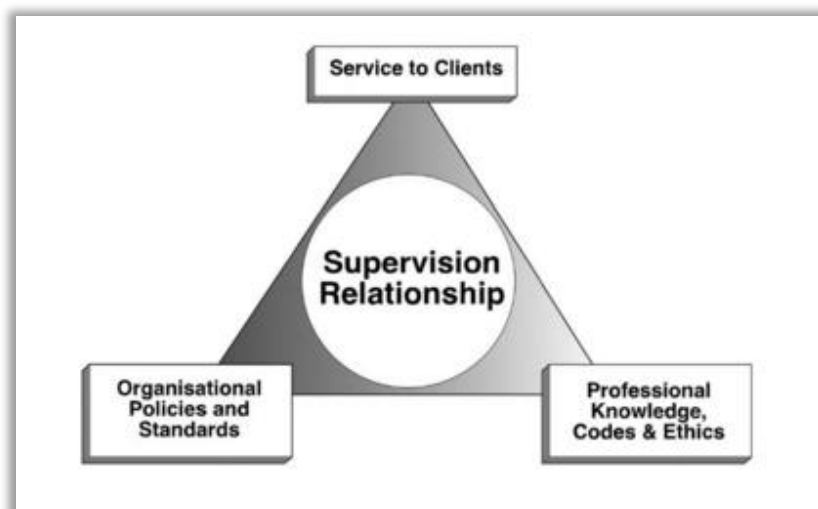 Service to Clients
Supervision
Relationship
Organisational
Policies and
Standards
Professional
Knowledge,
Codes & Ethics